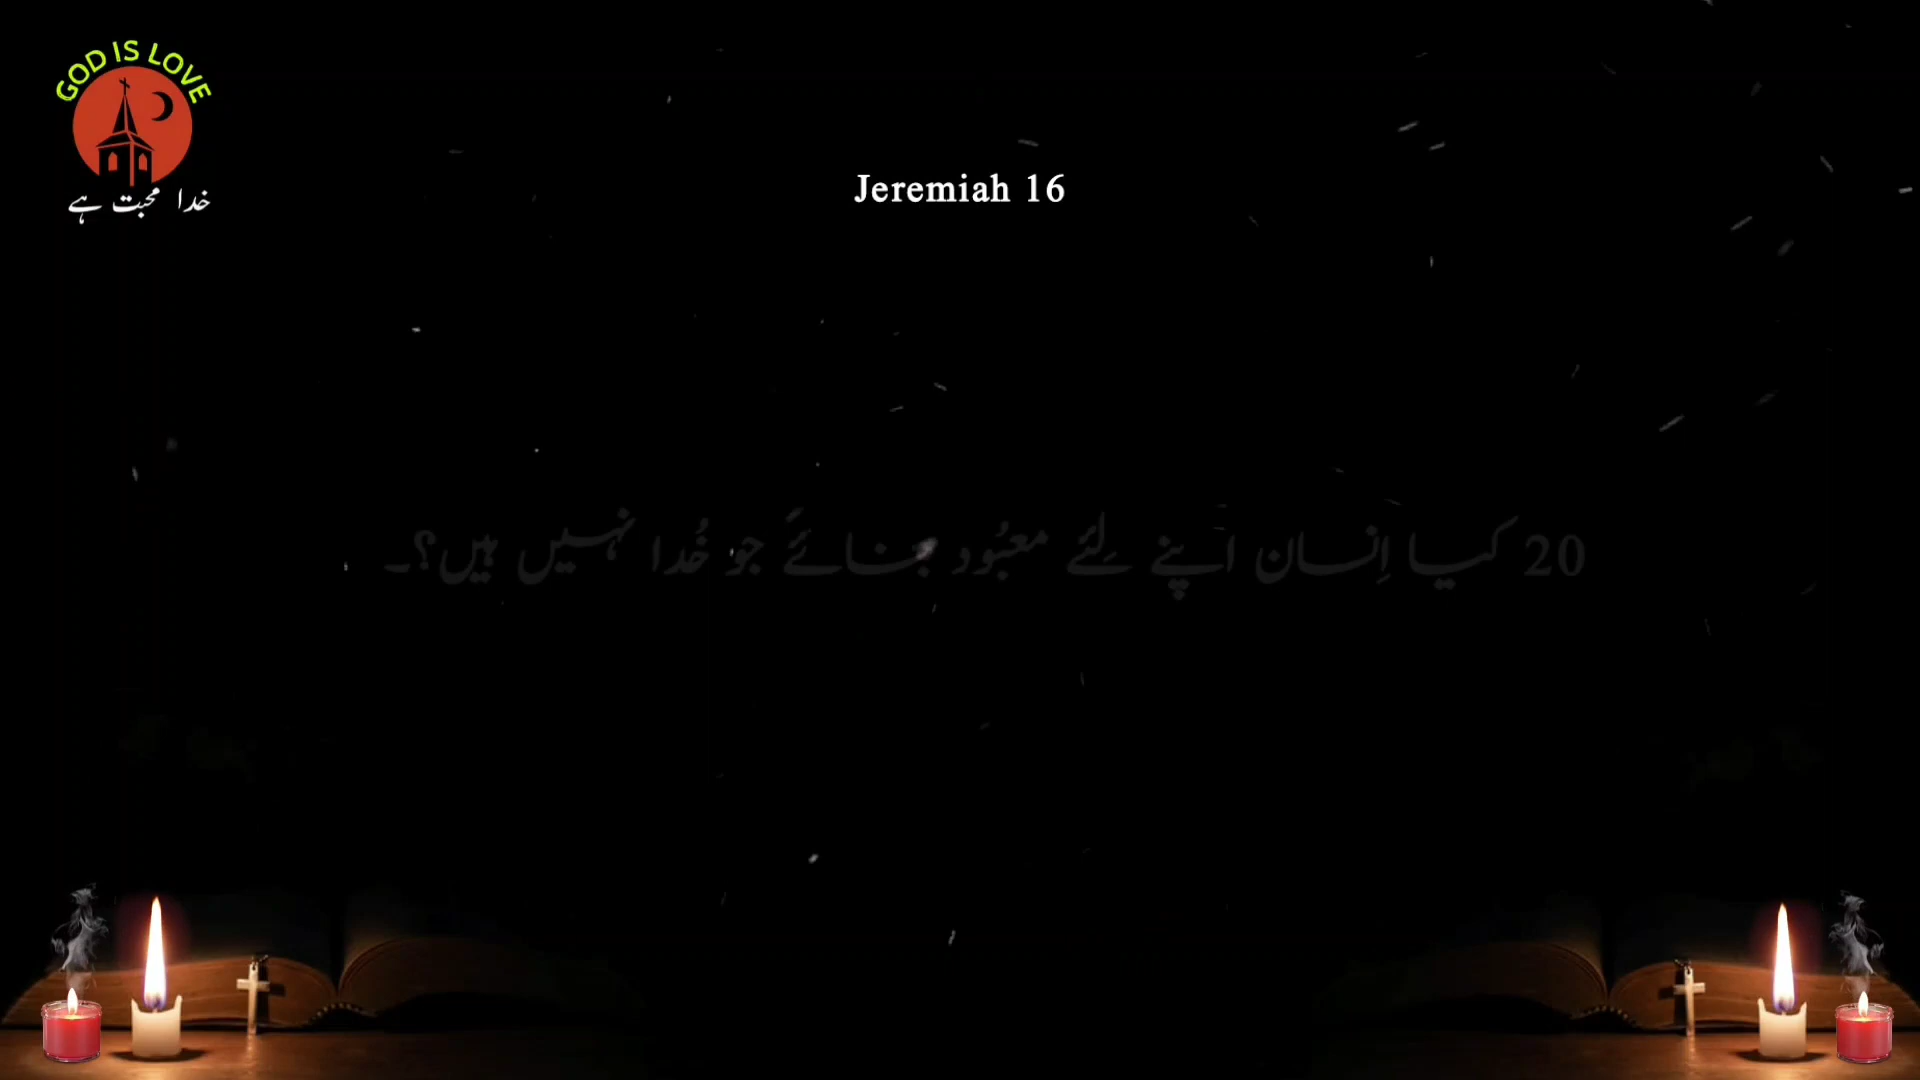 GOD IS LOVE
خدا محبت ہے
Jeremiah 16
20 کیا اِنسان اپنے لِئے معبُود بنائے جو خُدا نہیں ہیں؟۔